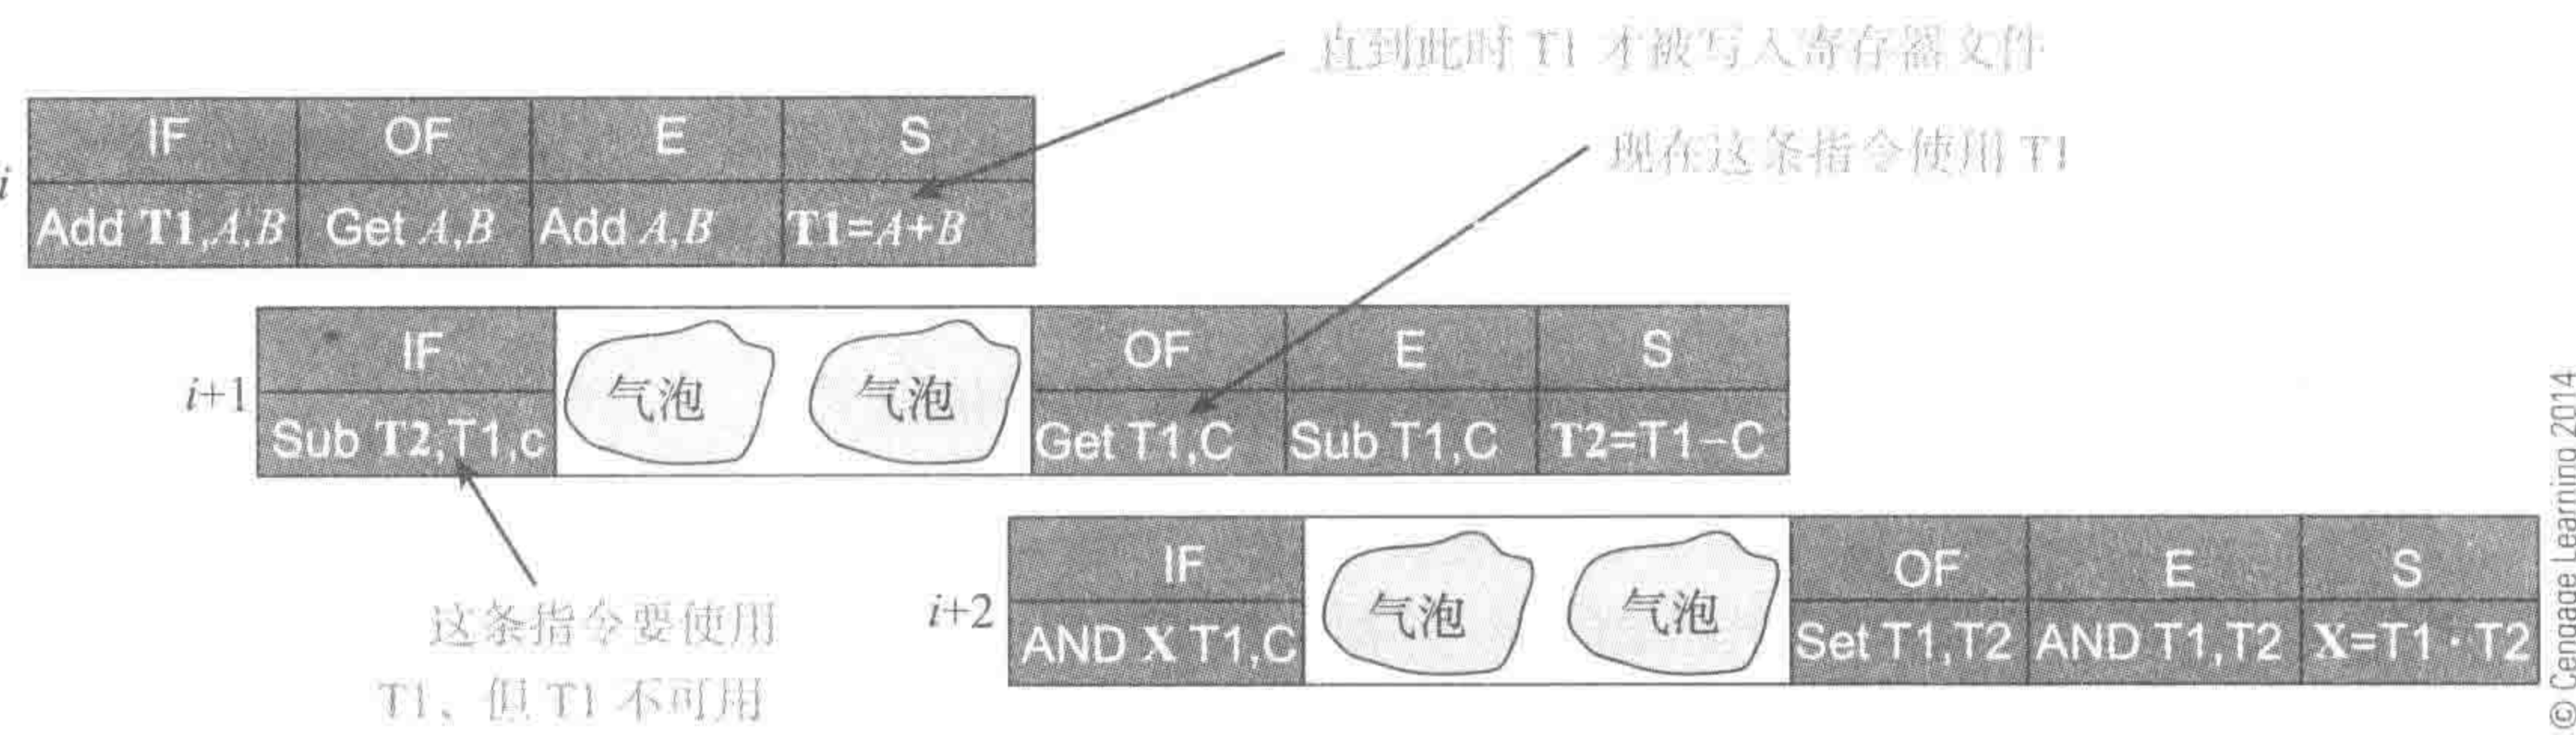 直到此时 T1 才被写入寄存器文件
现在这条指令使用 T1
i
IF OF E S
Add T1,A,B Get A,B Add A,B T1=A+B
i+1
IF 气泡 气泡 OF E S
Sub T2,T1,c Get T1,C Sub T1,C T2=T1−C
这条指令要使用
T1、但 T1 不可用
i+2
IF 气泡 气泡 OF E S
AND X T1,C Set T1,T2 AND T1,T2 X=T1 · T2
© Cengage Learning 2014